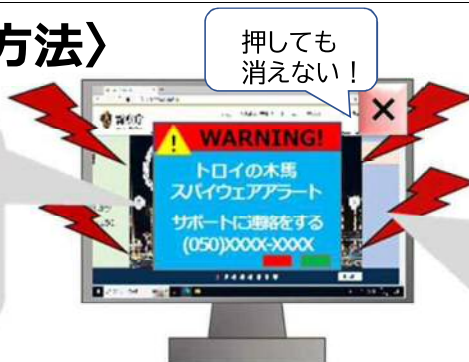 方法〉
押しても
消えない！
×
WARNING!
トロイの木馬
スパイウェアアラート
サポートに連絡をする
(050)XXXX-XXXX